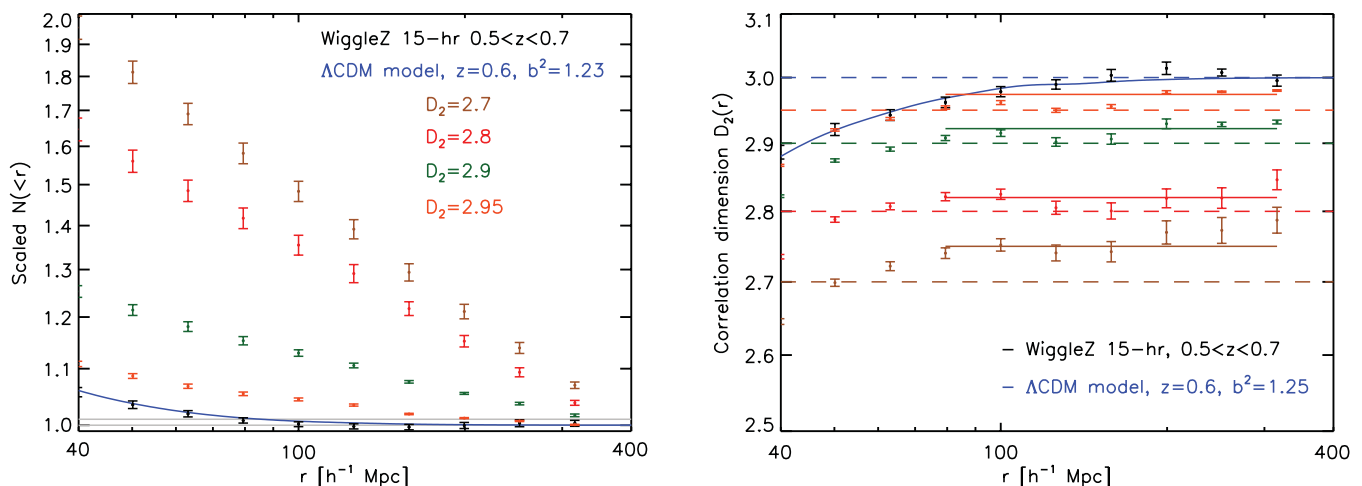 2.0
1.9
1.8
1.7
1.6
1.5
1.4
1.3
1.2
1.1
1.0
Scaled N(<r)
WiggleZ 15-hr 0.5<z<0.7
ΛCDM model, z=0.6, b²=1.23
D₂=2.7
D₂=2.8
D₂=2.9
D₂=2.95
40
100
400
r [h⁻¹ Mpc]
3.1
3.0
2.9
2.8
2.7
2.6
2.5
Correlation dimension D₂(r)
WiggleZ 15-hr, 0.5<z<0.7
ΛCDM model, z=0.6, b²=1.25
40
100
400
r [h⁻¹ Mpc]